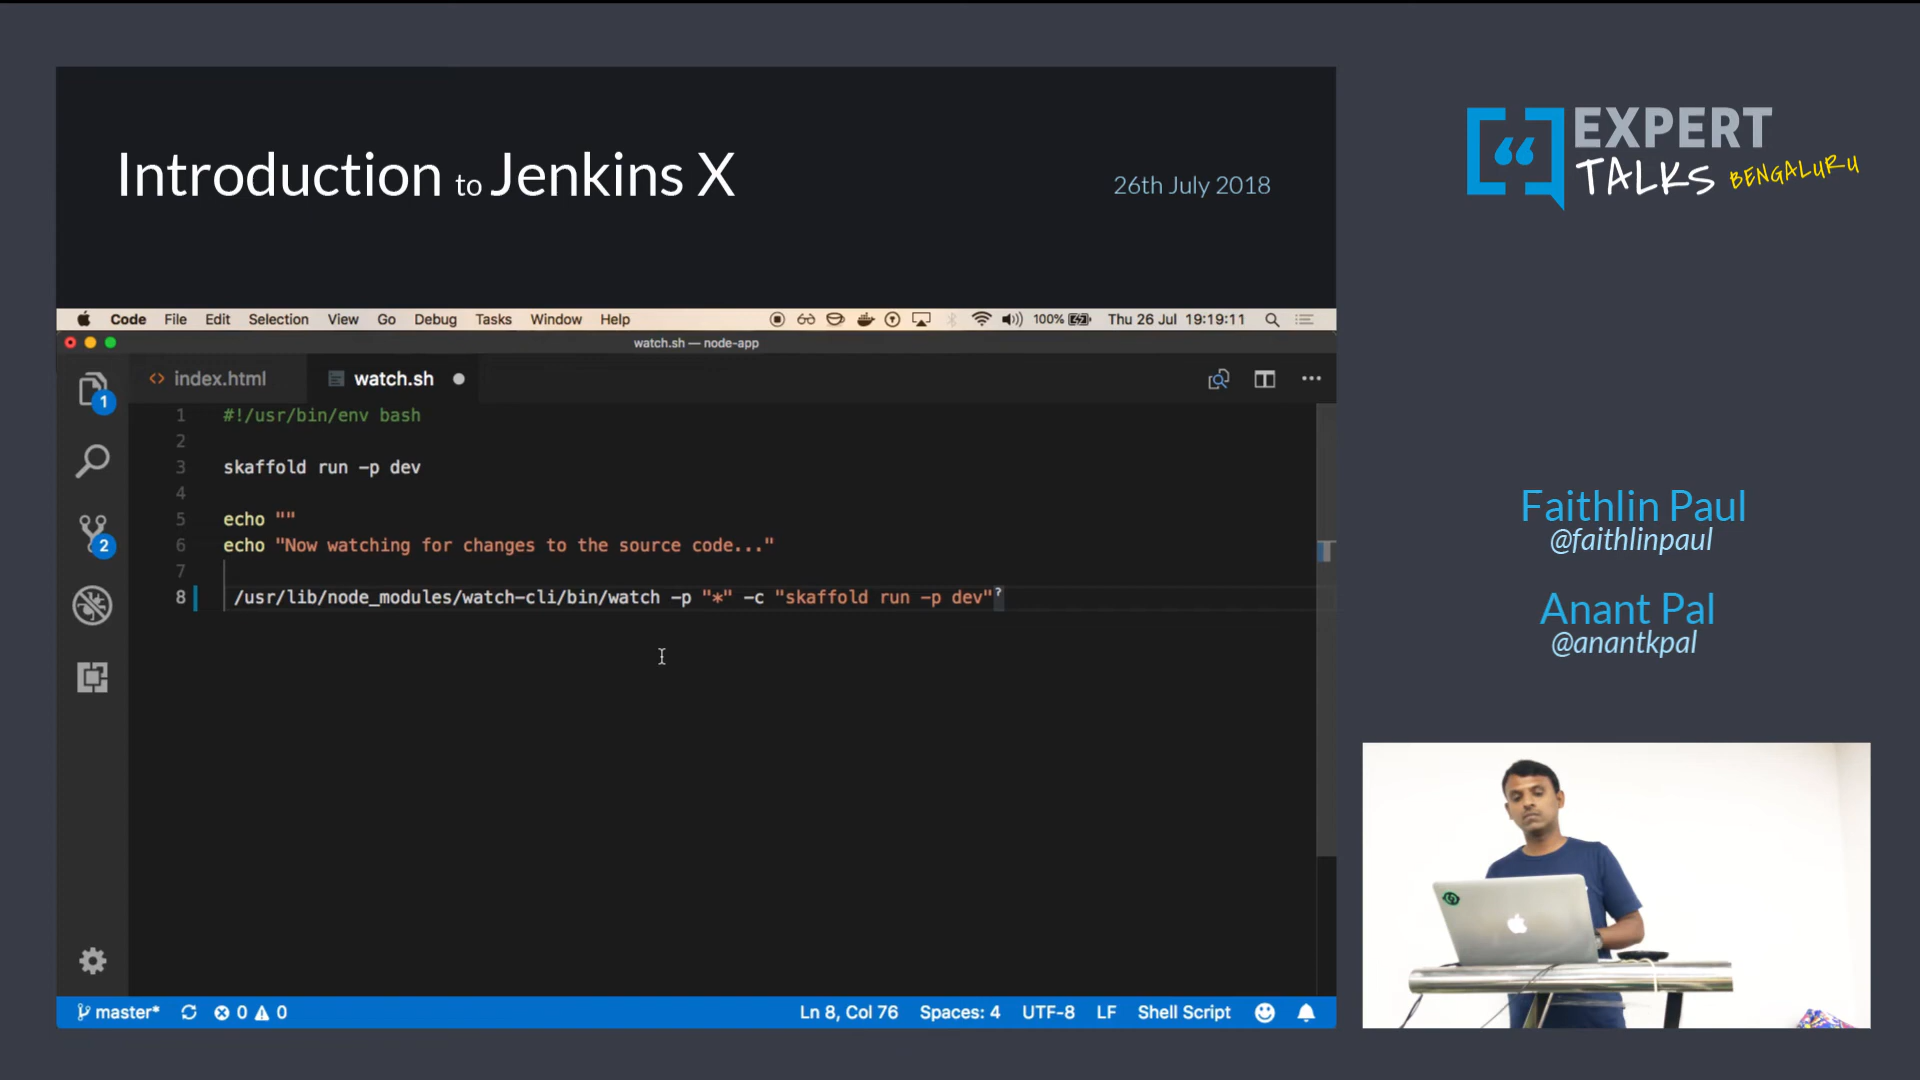 Introduction to Jenkins X
26th July 2018
EXPERT
TALKS BENGALURU
Code File Edit Selection View Go Debug Tasks Window Help 100% Thu 26 Jul 19:19:11
watch.sh — node-app
index.html watch.sh
1 #!/usr/bin/env bash
2
3 skaffold run -p dev
4
5 echo ""
6 echo "Now watching for changes to the source code..."
7
8 /usr/lib/node_modules/watch-cli/bin/watch -p "*" -c "skaffold run -p dev"?
1
2
master* 0 0 Ln 8, Col 76 Spaces: 4 UTF-8 LF Shell Script
Faithlin Paul
@faithlinpaul
Anant Pal
@anantkpal